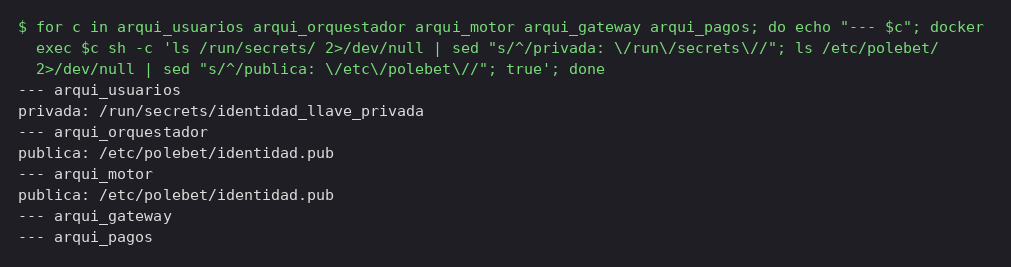 $ for c in arqui_usuarios arqui_orquestador arqui_motor arqui_gateway arqui_pagos; do echo "--- $c"; docker
exec $c sh -c 'ls /run/secrets/ 2>/dev/null | sed "s/^/privada: \/run\/secrets\//"; ls /etc/polebet/
2>/dev/null | sed "s/^/publica: \/etc\/polebet\//"; true'; done
--- arqui_usuarios
privada: /run/secrets/identidad_llave_privada
--- arqui_orquestador
publica: /etc/polebet/identidad.pub
--- arqui_motor
publica: /etc/polebet/identidad.pub
--- arqui_gateway
--- arqui_pagos